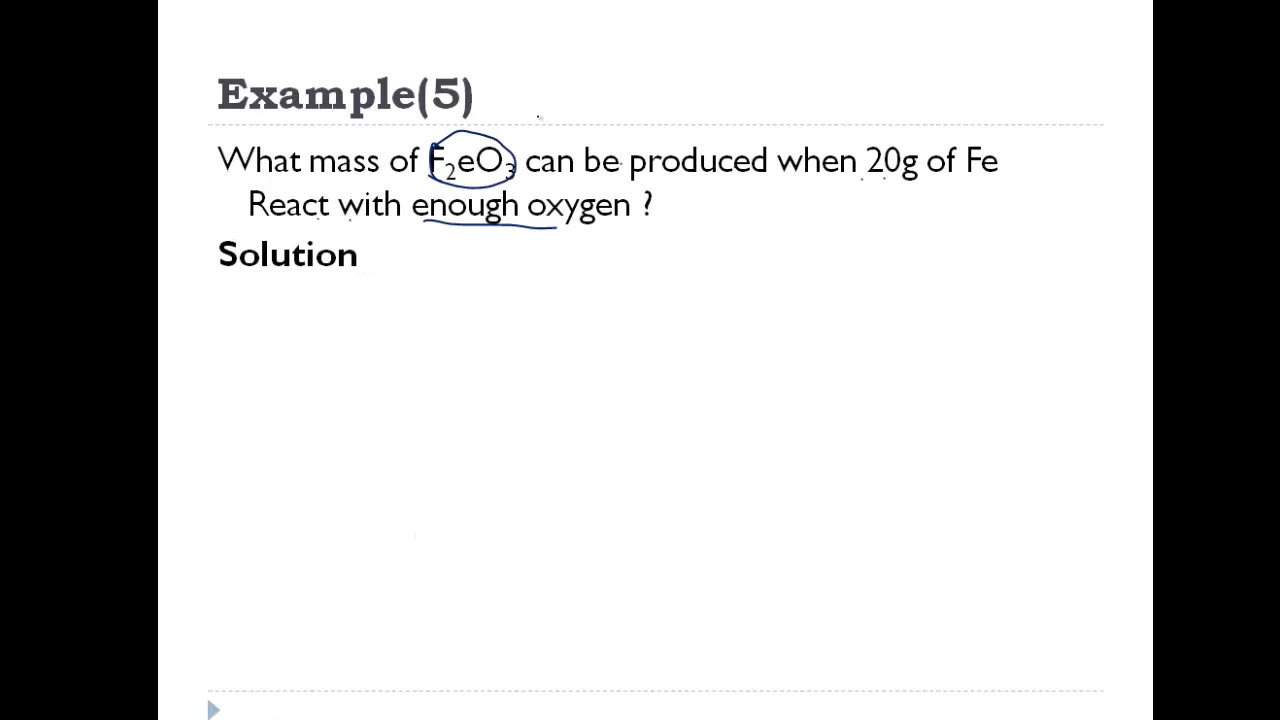 Example(5)
What mass of F₂eO₃ can be produced when 20g of Fe
React with enough oxygen ?
Solution